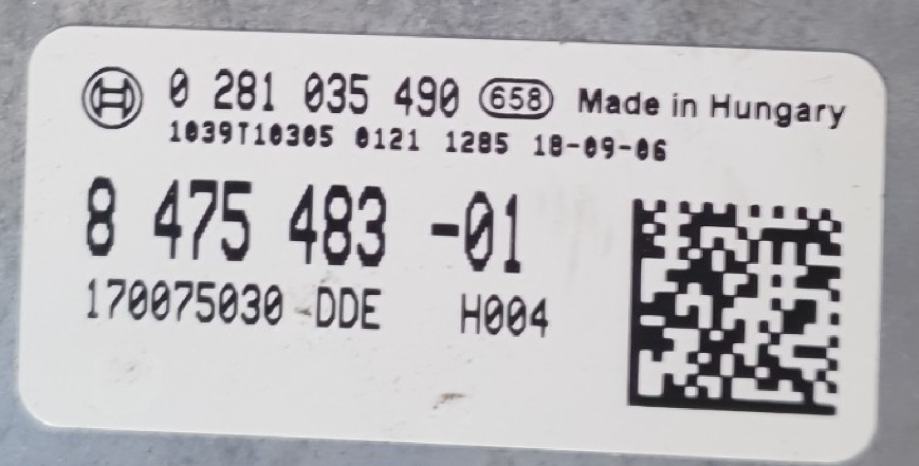 0 281 035 490 658 Made in Hungary
1039T10305 0121 1285 18-09-06
8 475 483 -01
170075030 -DDE H004